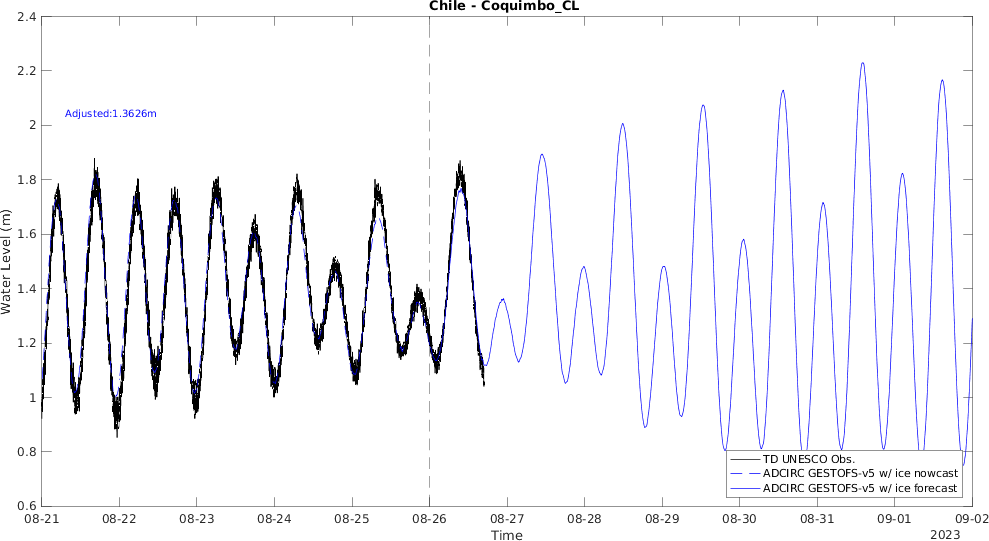 Chile - Coquimbo_CL
2.4
2.2
2
1.8
1.6
1.4
1.2
1
0.8
0.6
Water Level (m)
Adjusted:1.3626m
TD UNESCO Obs.
ADCIRC GESTOFS-v5 w/ ice nowcast
ADCIRC GESTOFS-v5 w/ ice forecast
08-21 08-22 08-23 08-24 08-25 08-26 08-27 08-28 08-29 08-30 08-31 09-01 09-02
Time
2023